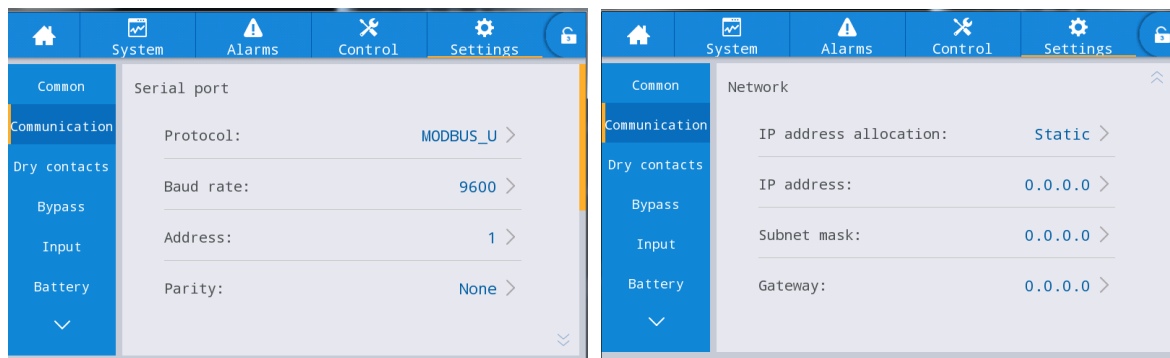 System Alarms Control Settings
3
Common
Communication
Dry contacts
Bypass
Input
Battery
Serial port
Protocol: MODBUS_U
Baud rate: 9600
Address: 1
Parity: None
System Alarms Control Settings
3
Common
Communication
Dry contacts
Bypass
Input
Battery
Network
IP address allocation: Static
IP address: 0.0.0.0
Subnet mask: 0.0.0.0
Gateway: 0.0.0.0